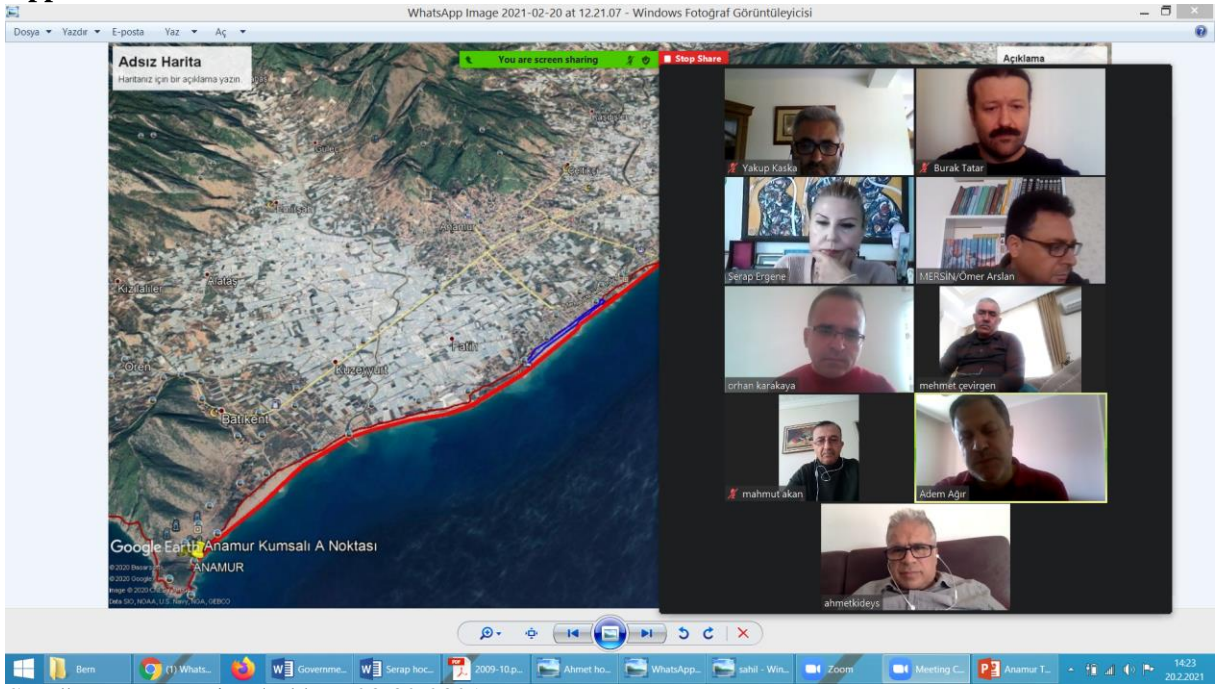 WhatsApp Image 2021-02-20 at 12.21.07 - Windows Fotoğraf Görüntüleyicisi
Dosya Yazdır E-posta Yaz Aç
Adsız Harita
Haritanız için bir açıklama yazın.
You are screen sharing
Stop Share
Açıklama
Güleç
Emirşah
Anamur
Kızılaliler
Alataş
Fatih
Kuzeyyurt
Ören
Batıkent
Google Earth
Anamur Kumsalı A Noktası
ANAMUR
©2020 Google
Data SIO, NOAA, U.S. Navy, NGA, GEBCO
Yakup Kaska
Burak Tatar
Serap Ergene
MERSİN/Ömer Arslan
orhan karakaya
mehmet çevirgen
mahmut akan
Adem Ağır
ahmetkideys
Bern
(1) Whats...
Governme...
Serap hoc...
2009-10.p...
Ahmet ho...
WhatsApp...
sahil - Win...
Zoom
Meeting C...
Anamur T...
14:23
20.2.2021